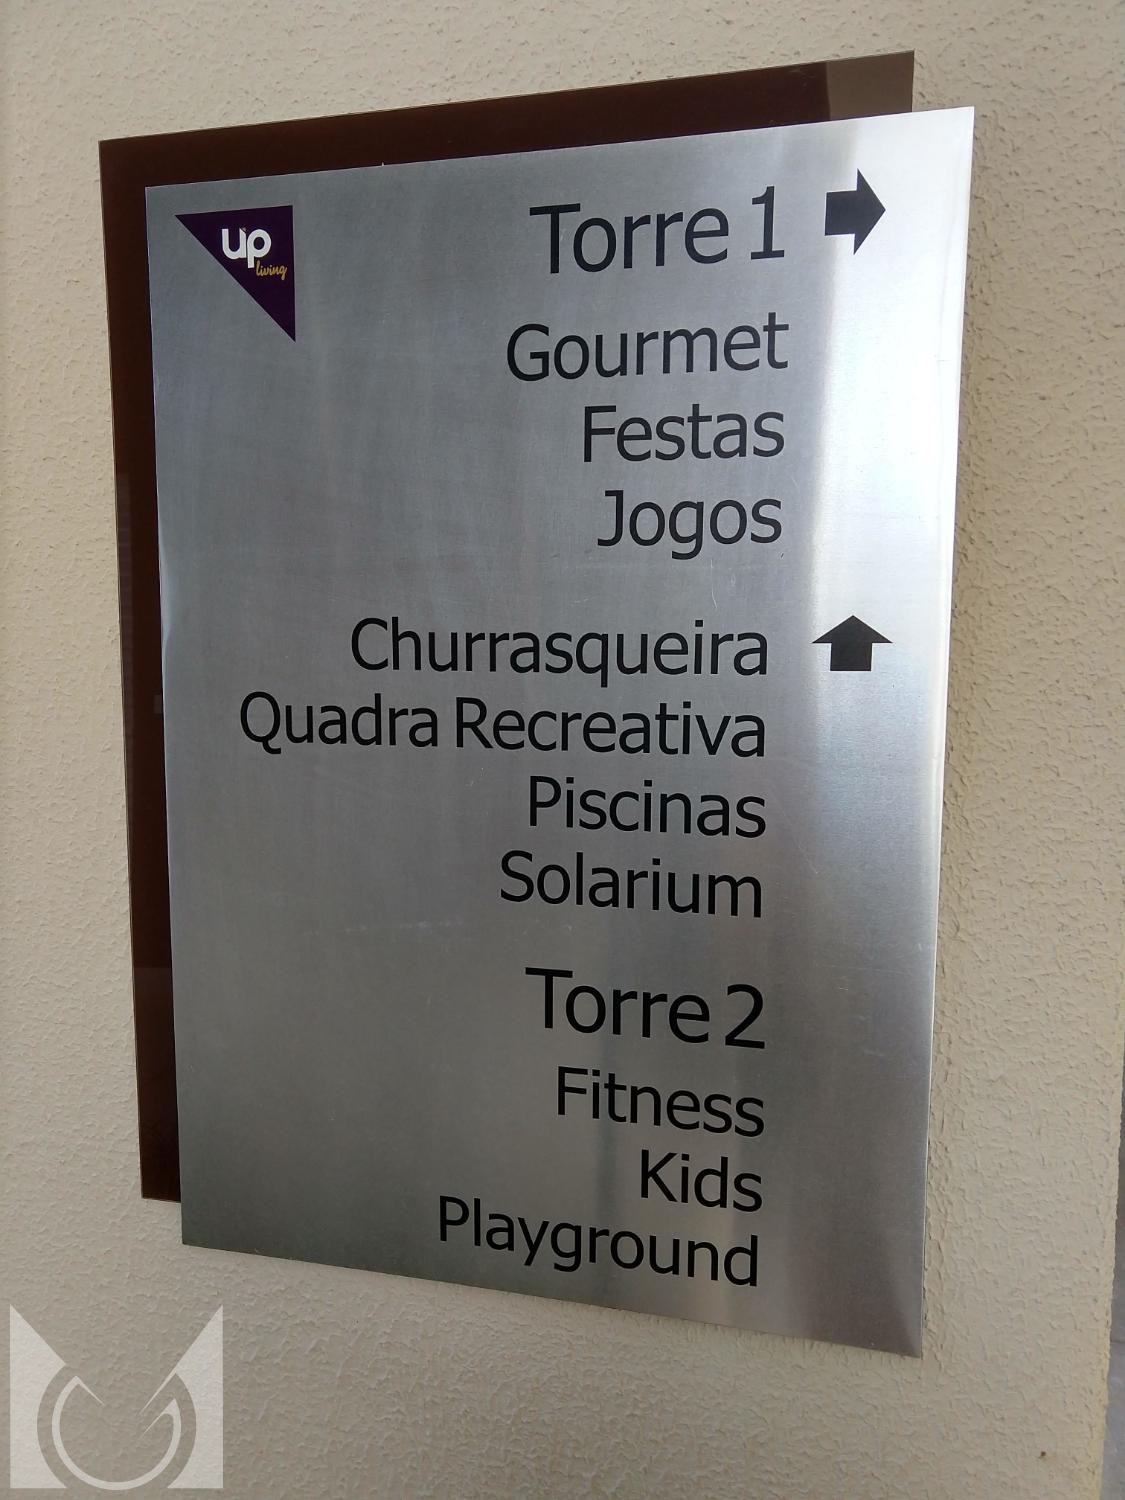 up
living
Torre 1
Gourmet
Festas
Jogos
Churrasqueira
Quadra Recreativa
Piscinas
Solarium
Torre 2
Fitness
Kids
Playground